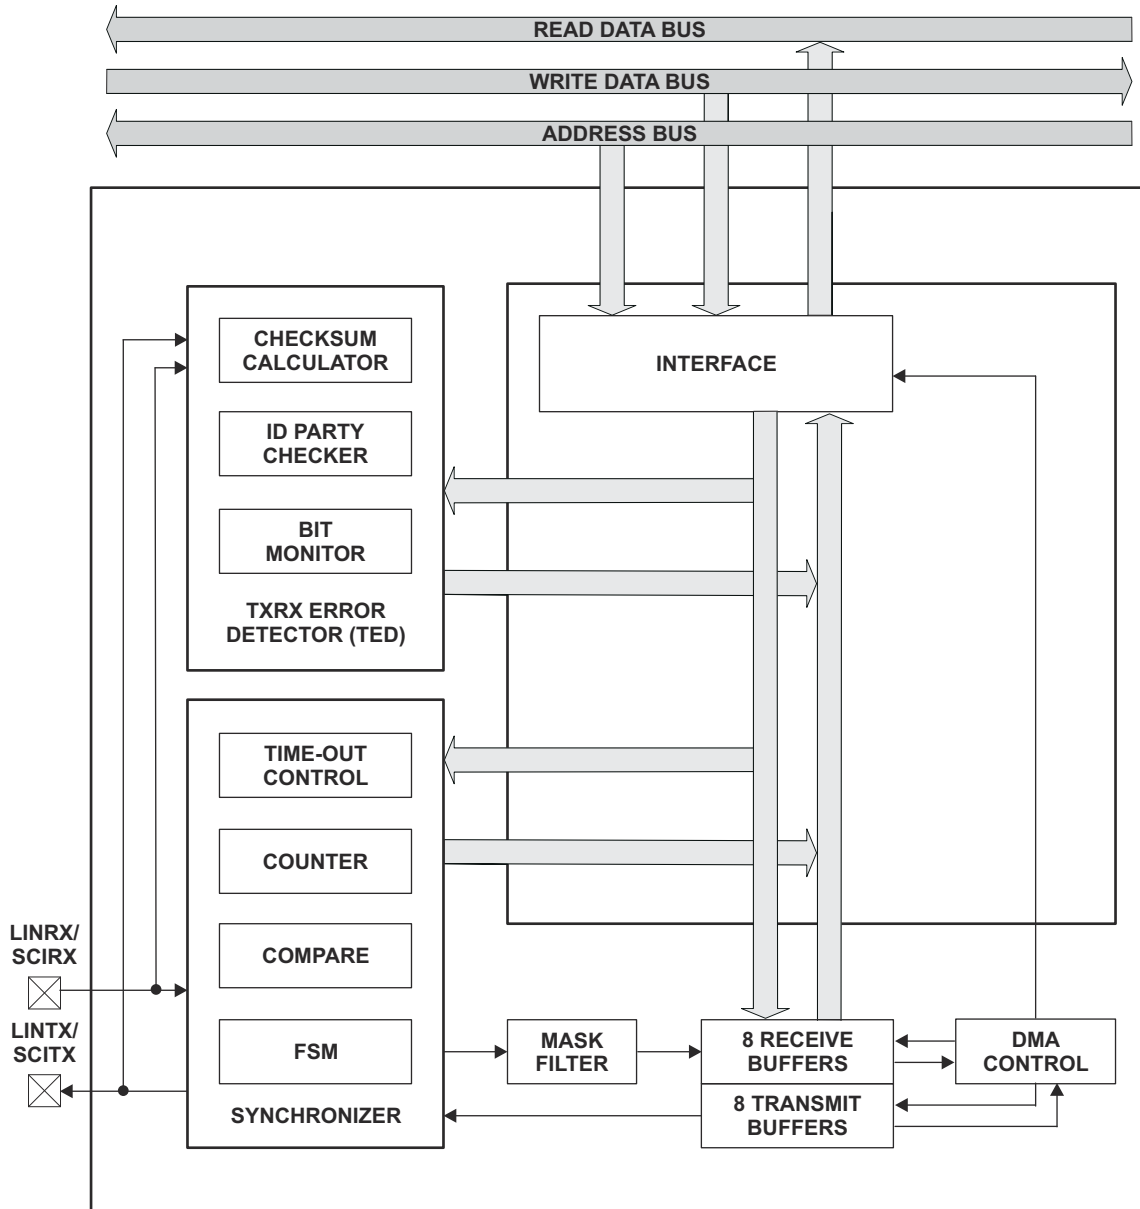 READ DATA BUS
WRITE DATA BUS
ADDRESS BUS
CHECKSUM
CALCULATOR
INTERFACE
ID PARTY
CHECKER
BIT
MONITOR
TXRX ERROR
DETECTOR (TED)
TIME-OUT
CONTROL
COUNTER
COMPARE
LINRX/
SCIRX
LINTX/
SCITX
FSM
SYNCHRONIZER
MASK
FILTER
8 RECEIVE
BUFFERS
8 TRANSMIT
BUFFERS
DMA
CONTROL